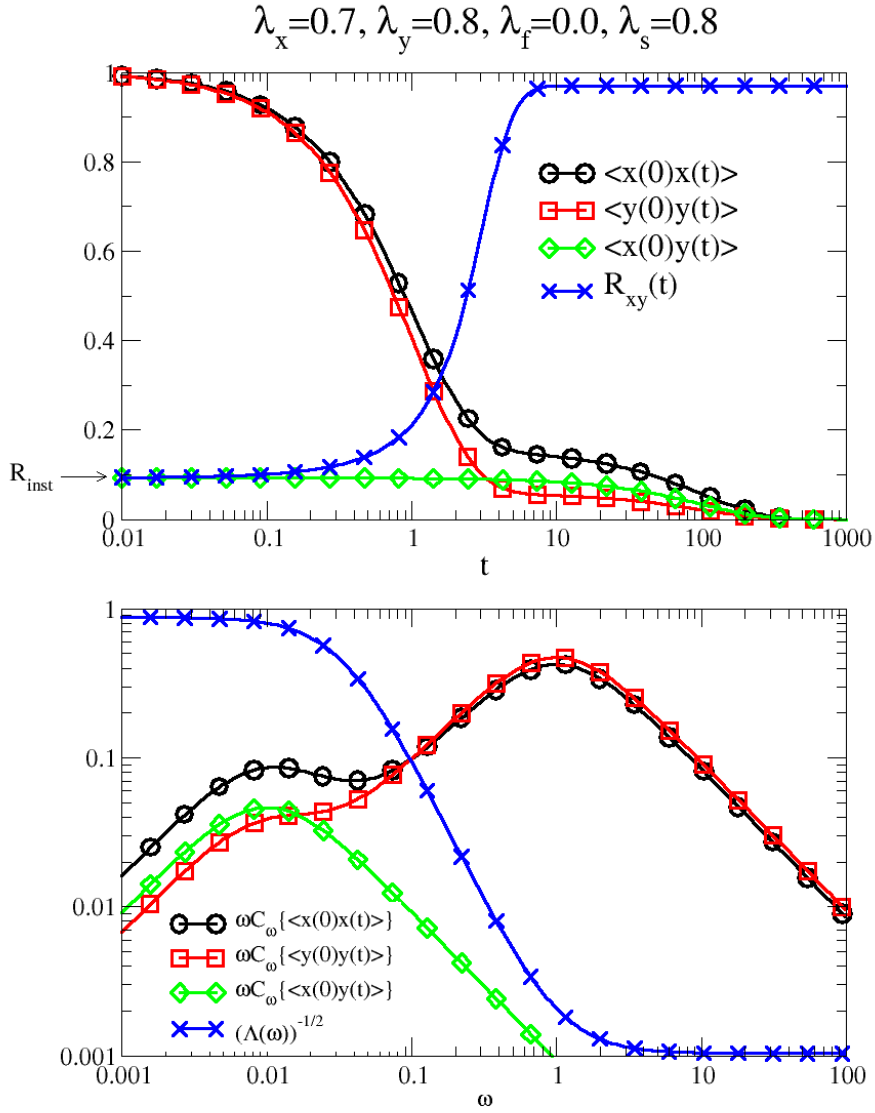 λx=0.7, λy=0.8, λf=0.0, λs=0.8
1
0.8
0.6
0.4
0.2
0
Rinst
<x(0)x(t)>
<y(0)y(t)>
<x(0)y(t)>
Rxy(t)
0.01 0.1 1 10 100 1000
t
1
0.1
0.01
0.001
ωCω{<x(0)x(t)>}
ωCω{<y(0)y(t)>}
ωCω{<x(0)y(t)>}
(Λ(ω))-1/2
0.001 0.01 0.1 1 10 100
ω